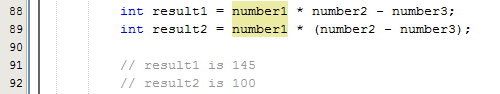 88 int result1 = number1 * number2 - number3;
89 int result2 = number1 * (number2 - number3);
90
91 // result1 is 145
92 // result2 is 100